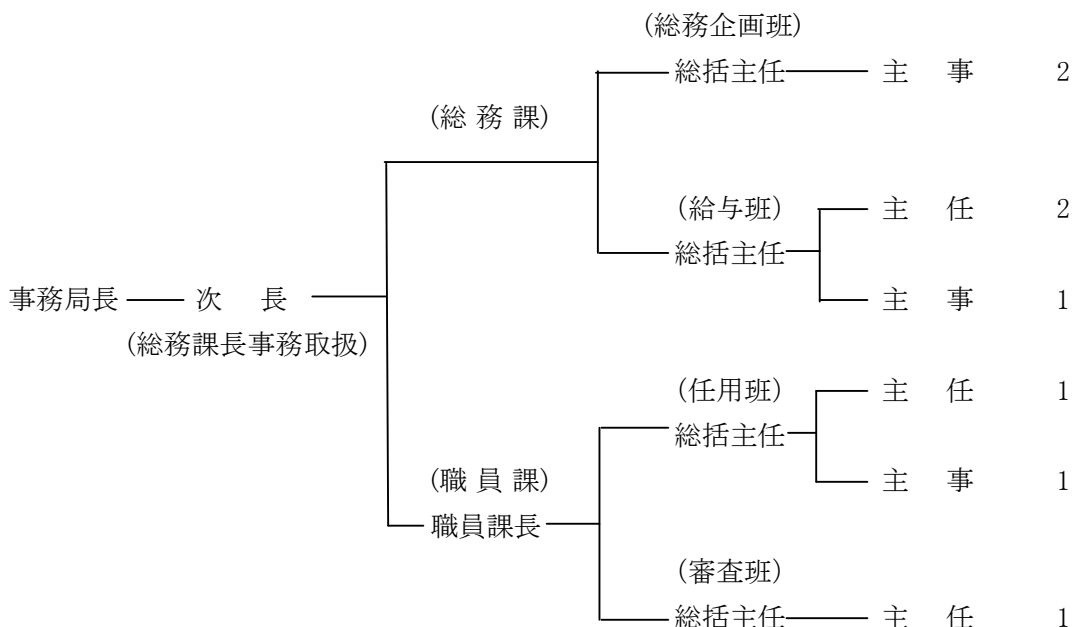 (総務企画班)
総括主任 主 事 2
(総 務 課)
(給与班) 主 任 2
総括主任
事務局長 次 長 主 事 1
(総務課長事務取扱)
(任用班) 主 任 1
総括主任
(職 員 課) 主 事 1
職員課長
(審査班)
総括主任 主 任 1